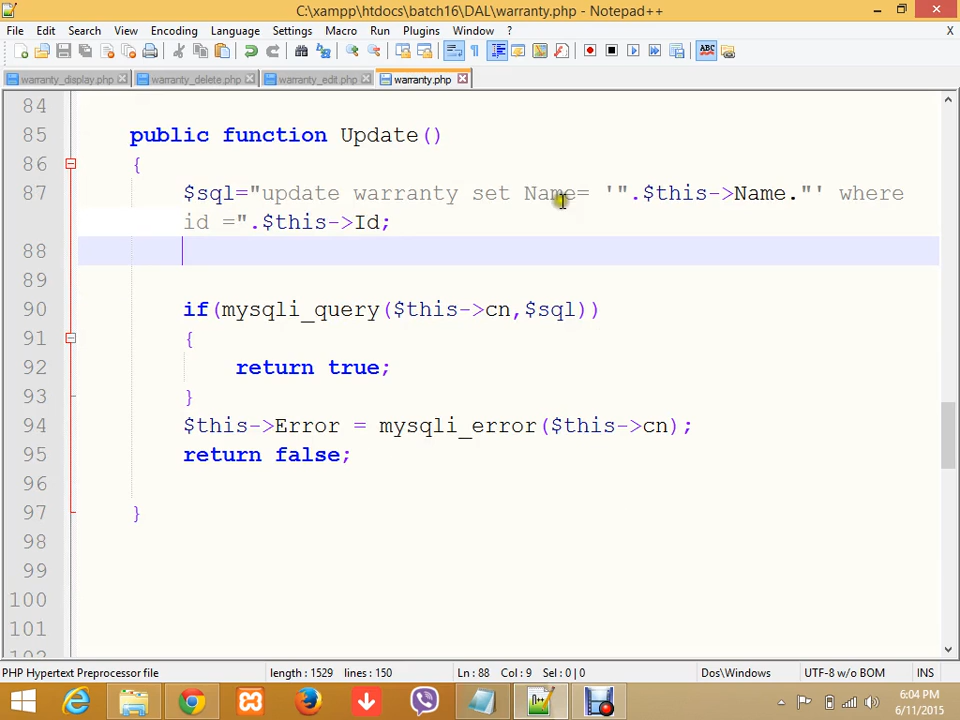 C:\xampp\htdocs\batch16\DAL\warranty.php - Notepad++
File Edit Search View Encoding Language Settings Macro Run Plugins Window ? X
warranty_display.php warranty_delete.php warranty_edit.php warranty.php
84
85 public function Update()
86 {
87 $sql="update warranty set Name= '".$this->Name."' where
id =".$this->Id;
88
89
90 if(mysqli_query($this->cn,$sql))
91 {
92 return true;
93 }
94 $this->Error = mysqli_error($this->cn);
95 return false;
96
97 }
98
99
100
101
PHP Hypertext Preprocessor file length : 1529 lines : 150 Ln : 88 Col : 9 Sel : 0 | 0 Dos\Windows UTF-8 w/o BOM INS
6:04 PM
6/11/2015